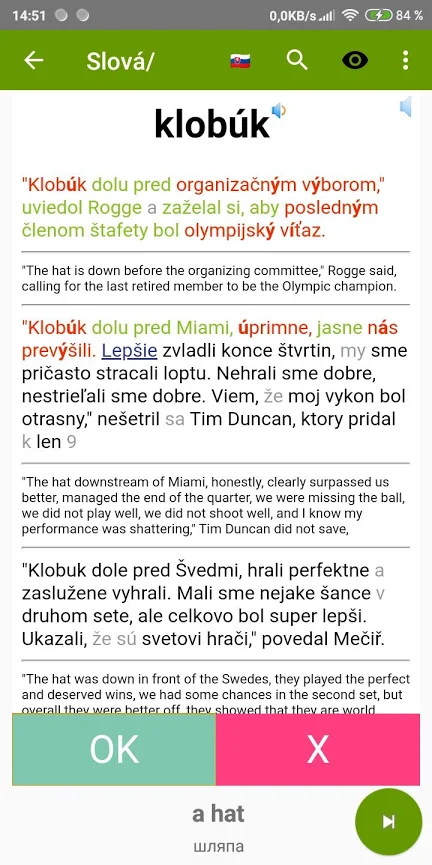 14:51 0,0KB/s 84 %
Slová/
klobúk
"Klobúk dolu pred organizačným výborom,"
uviedol Rogge a zaželal si, aby posledným
členom štafety bol olympijský víťaz.
"The hat is down before the organizing committee," Rogge said,
calling for the last retired member to be the Olympic champion.
"Klobúk dolu pred Miami, úprimne, jasne nás
prevýšili. Lepšie zvladli konce štvrtin, my sme
pričasto stracali loptu. Nehrali sme dobre,
nestrieľali sme dobre. Viem, že moj vykon bol
otrasny," nešetril sa Tim Duncan, ktory pridal
k len 9
"The hat downstream of Miami, honestly, clearly surpassed us
better, managed the end of the quarter, we were missing the ball,
we did not play well, we did not shoot well, and I know my
performance was shattering," Tim Duncan did not save,
"Klobuk dole pred Švedmi, hrali perfektne a
zaslužene vyhrali. Mali sme nejake šance v
druhom sete, ale celkovo bol super lepši.
Ukazali, že sú svetovi hrači," povedal Mečiř.
"The hat was down in front of the Swedes, they played the perfect
and deserved wins, we had some chances in the second set, but
overall they were better off, they showed that they are world
OK X
a hat
шляпа